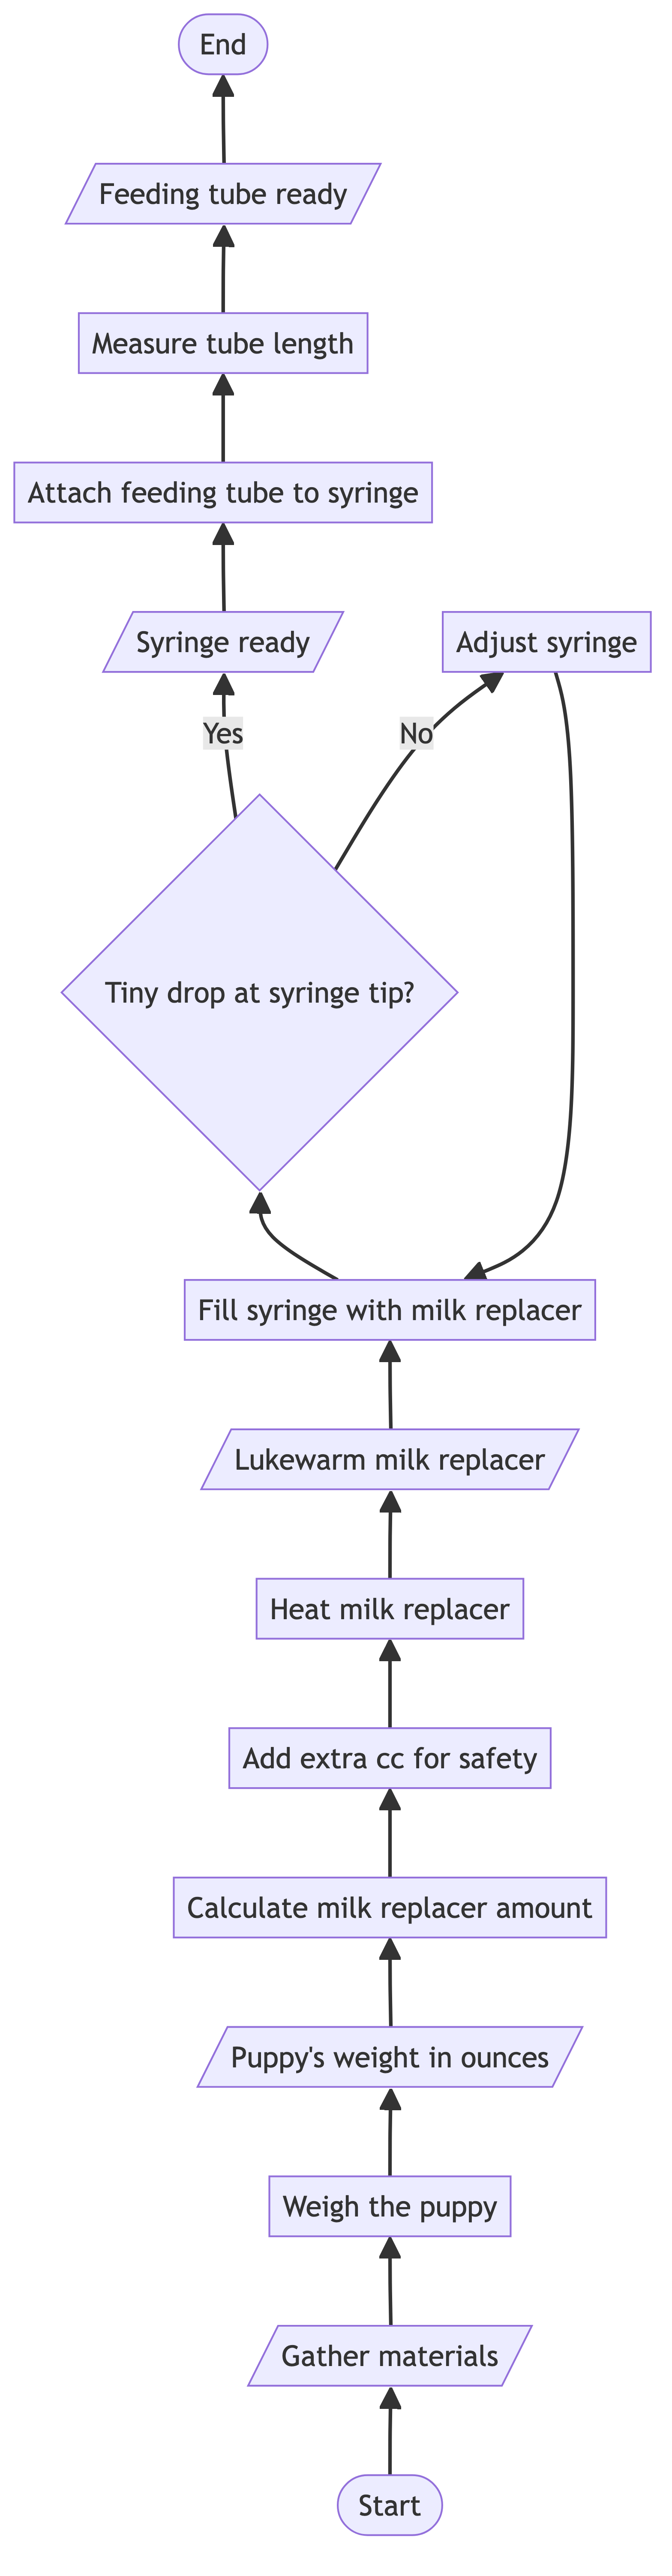 End
Feeding tube ready
Measure tube length
Attach feeding tube to syringe
Syringe ready
Adjust syringe
Yes
No
Tiny drop at syringe tip?
Fill syringe with milk replacer
Lukewarm milk replacer
Heat milk replacer
Add extra cc for safety
Calculate milk replacer amount
Puppy's weight in ounces
Weigh the puppy
Gather materials
Start